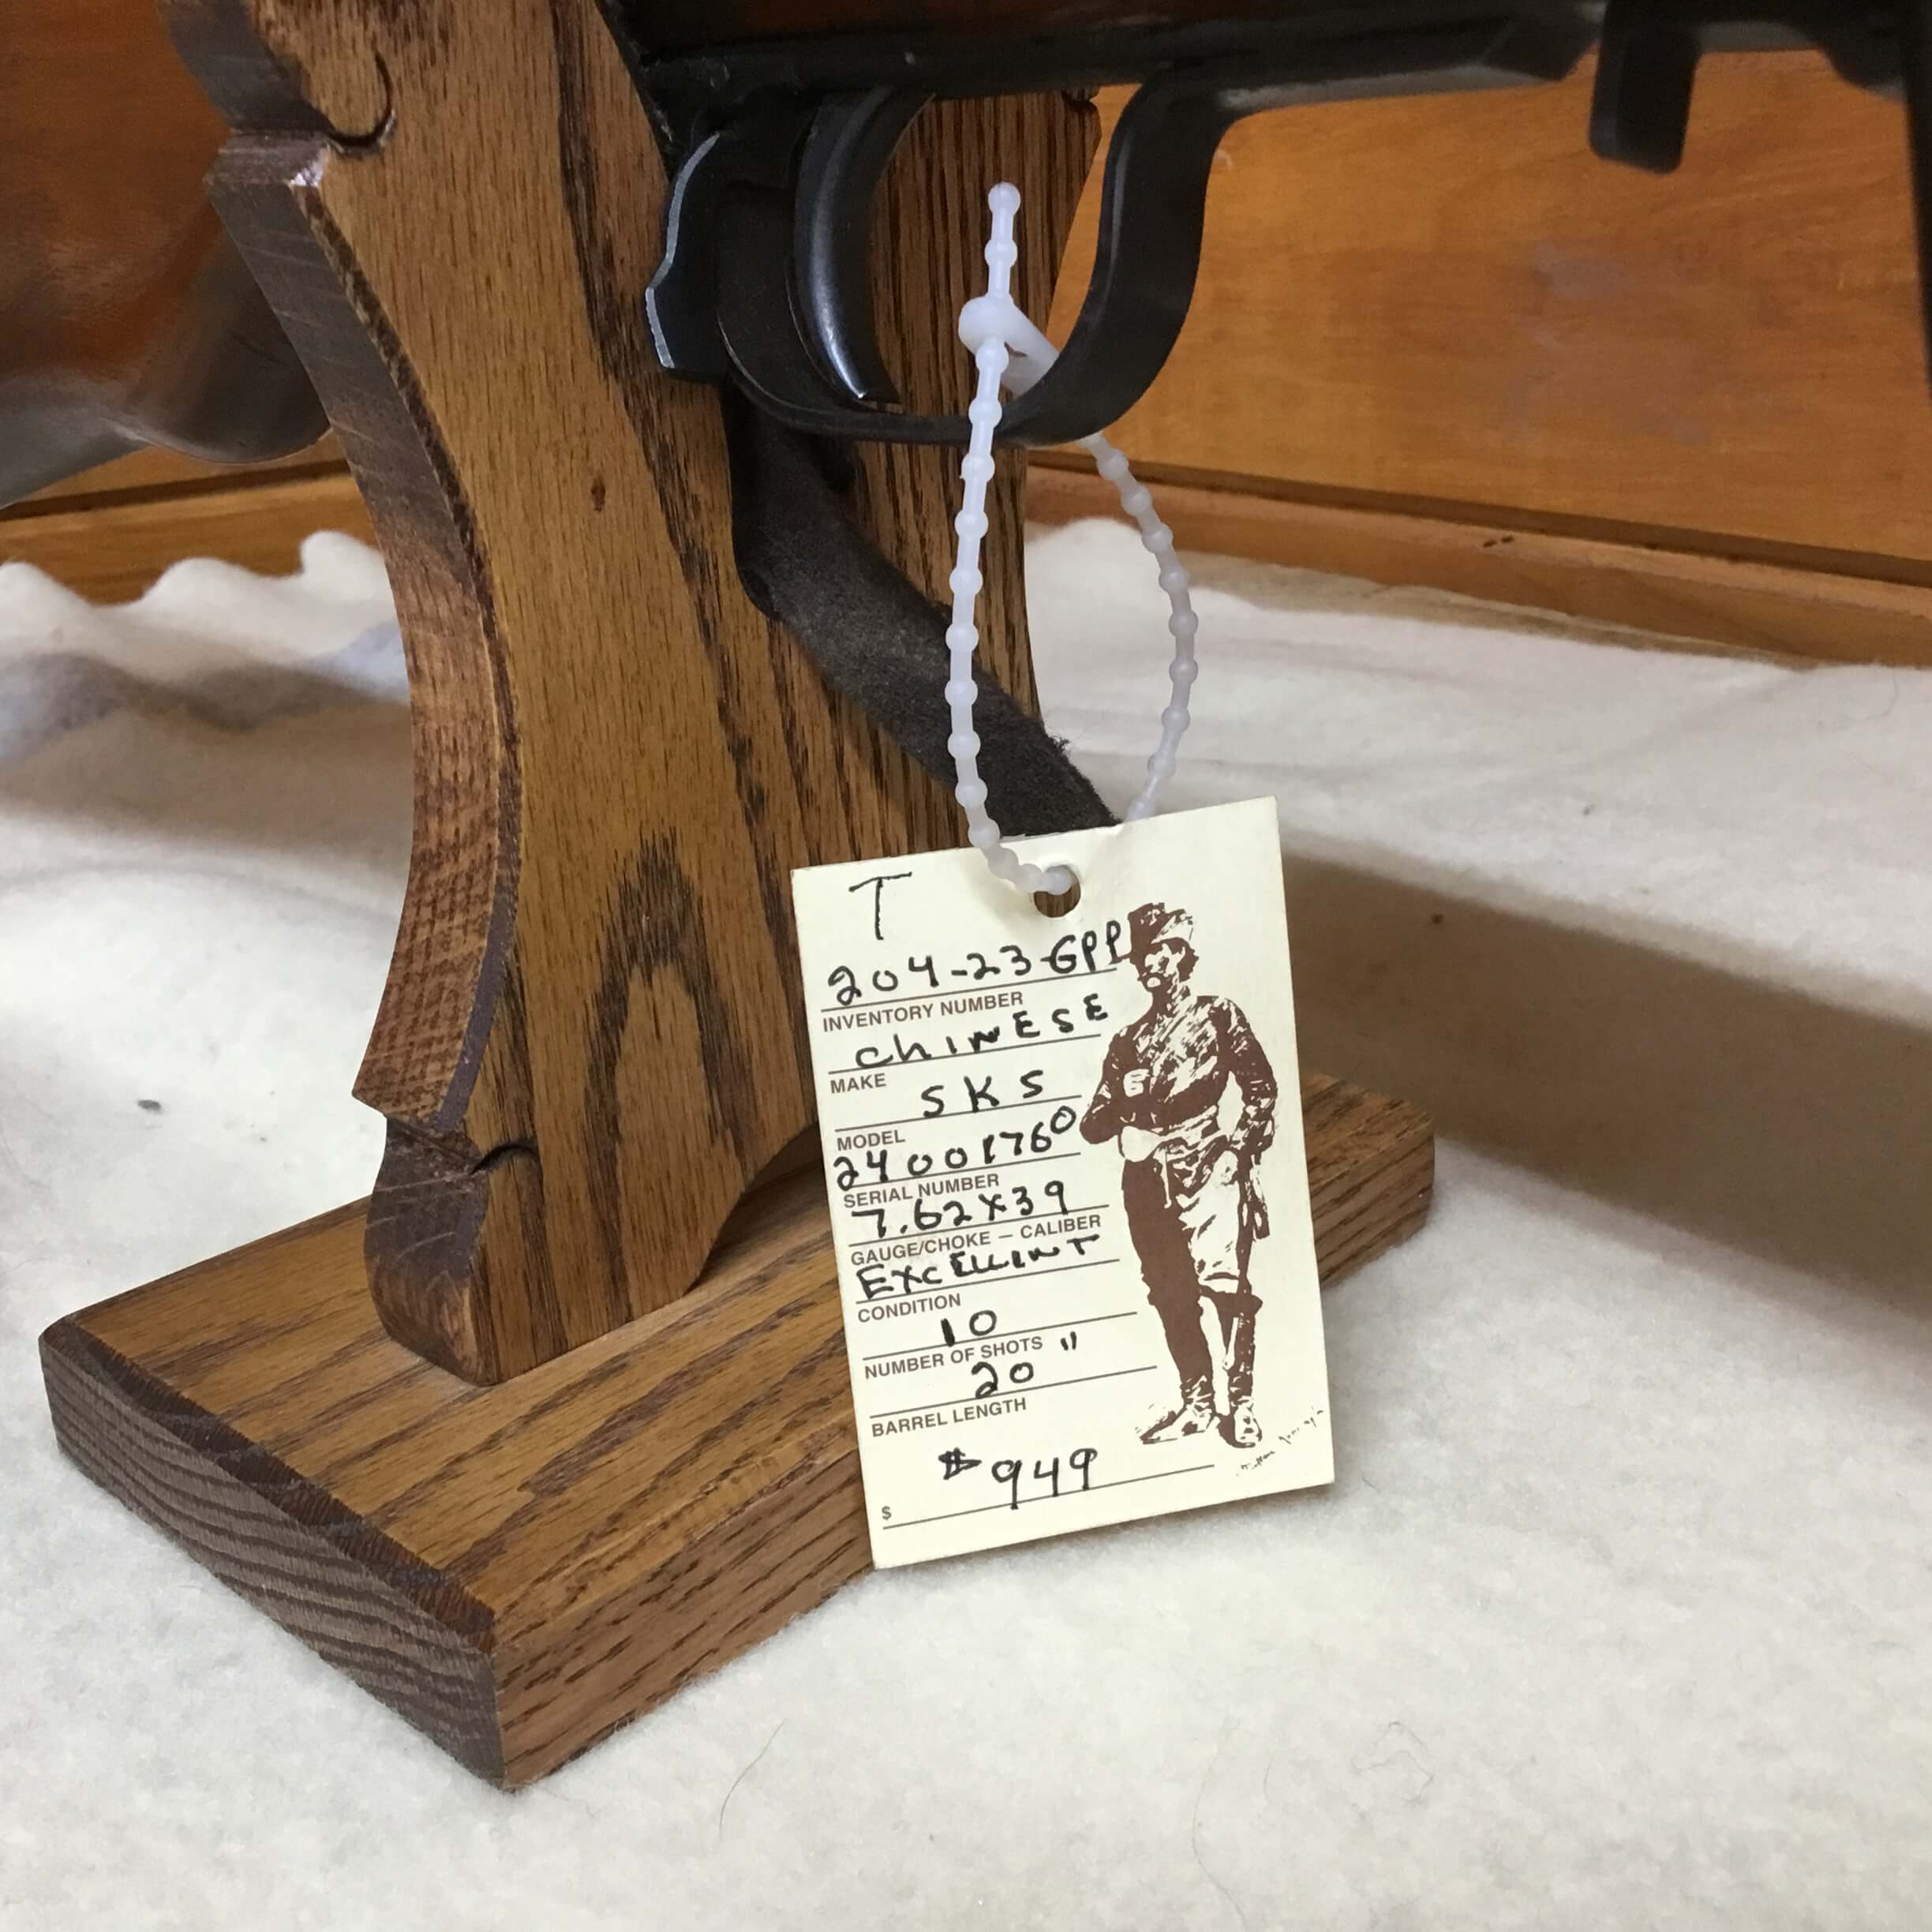 T
204-23-GPP
INVENTORY NUMBER
ChINESE
MAKE
SKS
MODEL
24001760
SERIAL NUMBER
7.62x39
GAUGE/CHOKE — CALIBER
EXCELLINT
CONDITION
10
NUMBER OF SHOTS
20"
BARREL LENGTH
$949
$